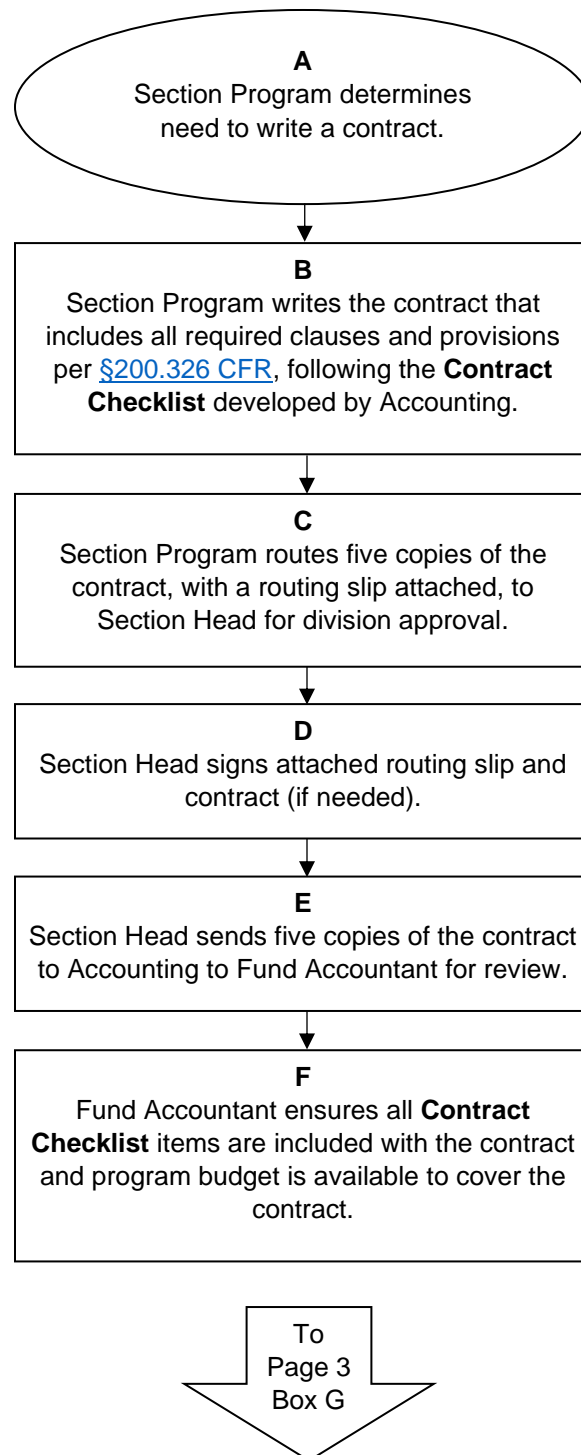 A
Section Program determines
need to write a contract.
B
Section Program writes the contract that
includes all required clauses and provisions
per §200.326 CFR, following the Contract
Checklist developed by Accounting.
C
Section Program routes five copies of the
contract, with a routing slip attached, to
Section Head for division approval.
D
Section Head signs attached routing slip and
contract (if needed).
E
Section Head sends five copies of the contract
to Accounting to Fund Accountant for review.
F
Fund Accountant ensures all Contract
Checklist items are included with the contract
and program budget is available to cover the
contract.
To
Page 3
Box G